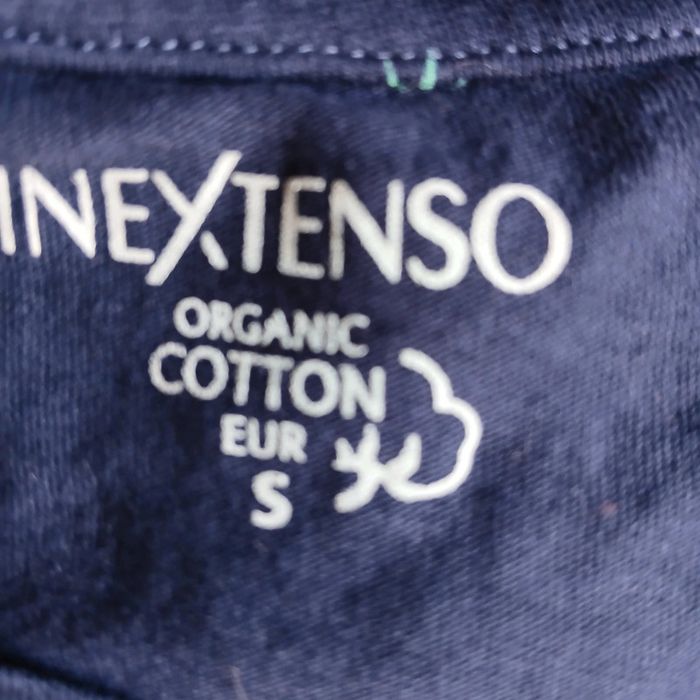 INEXTENSO
ORGANIC
COTTON
EUR
S